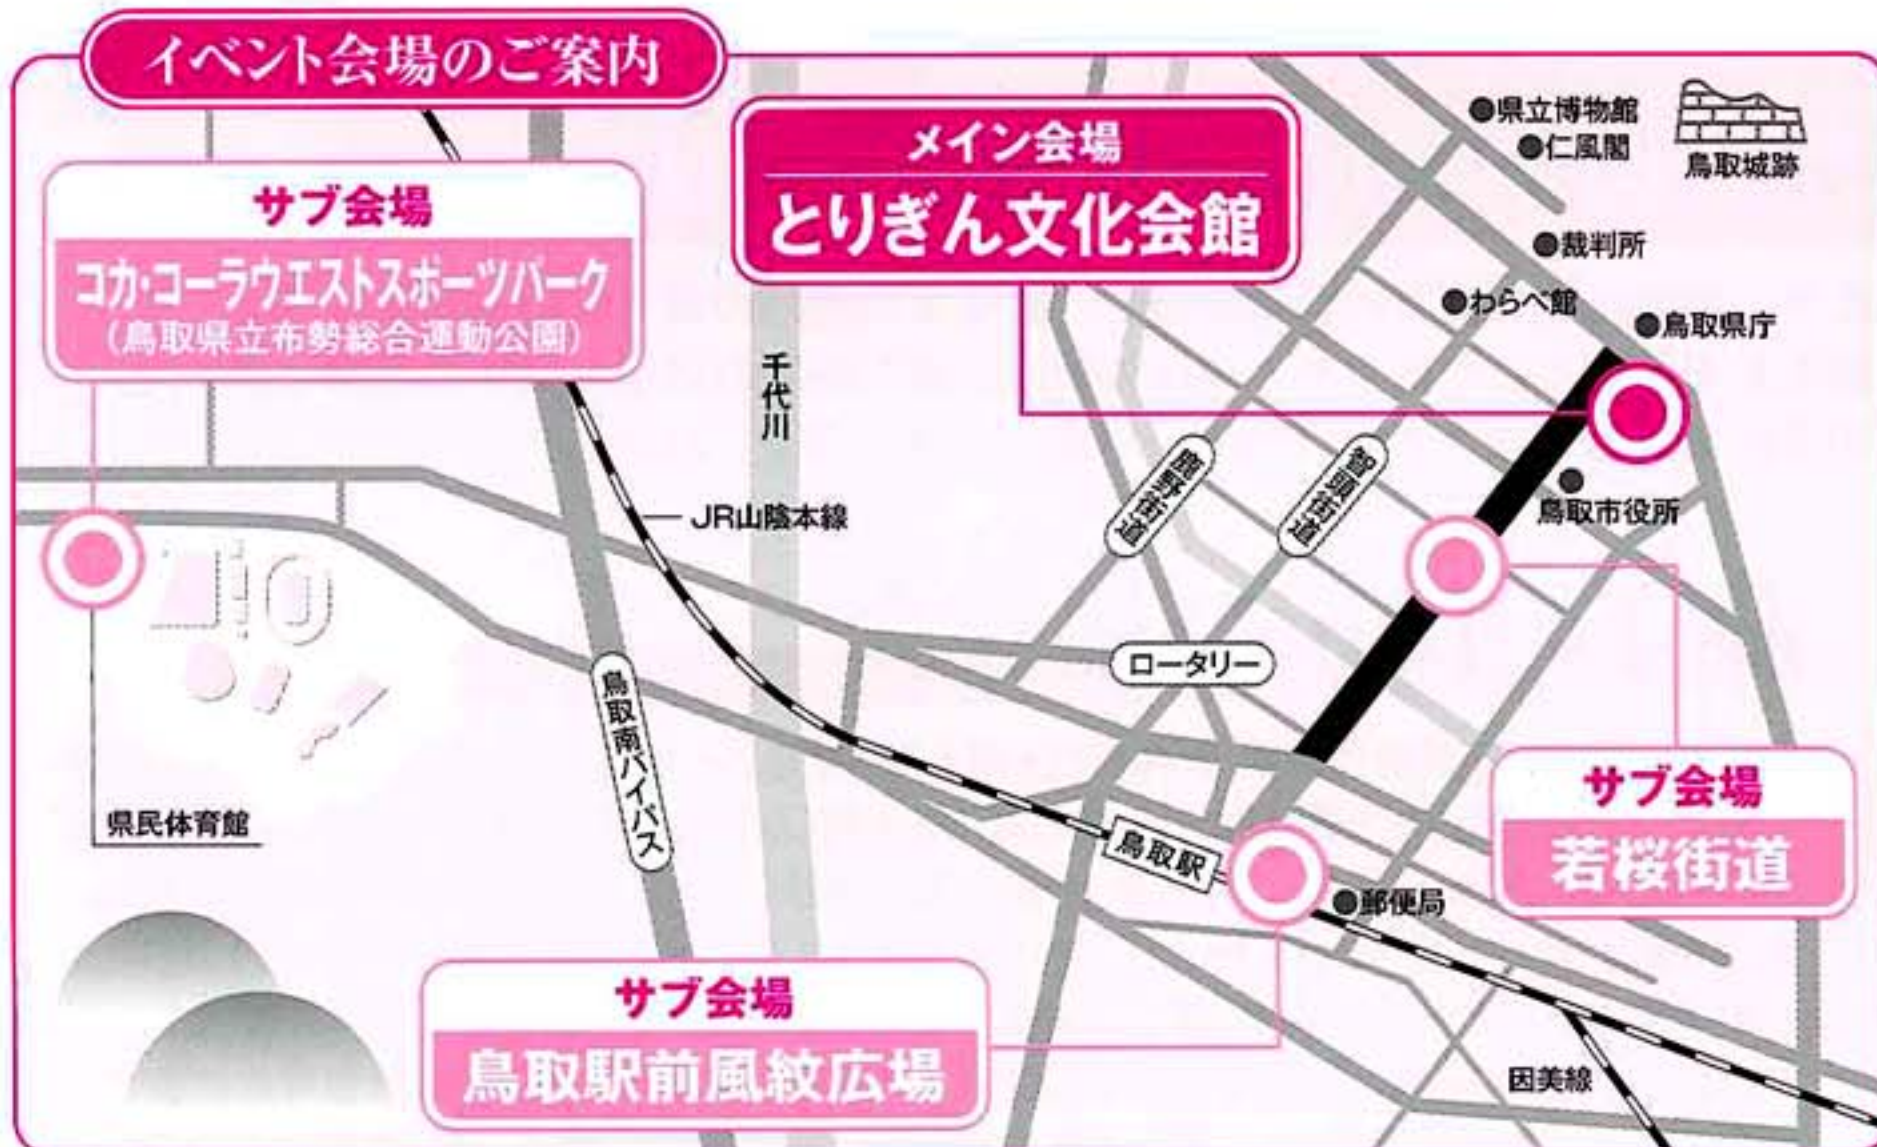 イベント会場のご案内
サブ会場
コカ・コーラウエストスポーツパーク
(鳥取県立布勢総合運動公園)
メイン会場
とりぎん文化会館
●県立博物館
●仁風閣
鳥取城跡
●裁判所
●わらべ館
●鳥取県庁
千代川
鹿野街道
智頭街道
JR山陰本線
●
鳥取市役所
ロータリー
鳥取南バイパス
県民体育館
鳥取駅
●郵便局
サブ会場
若桜街道
サブ会場
鳥取駅前風紋広場
因美線